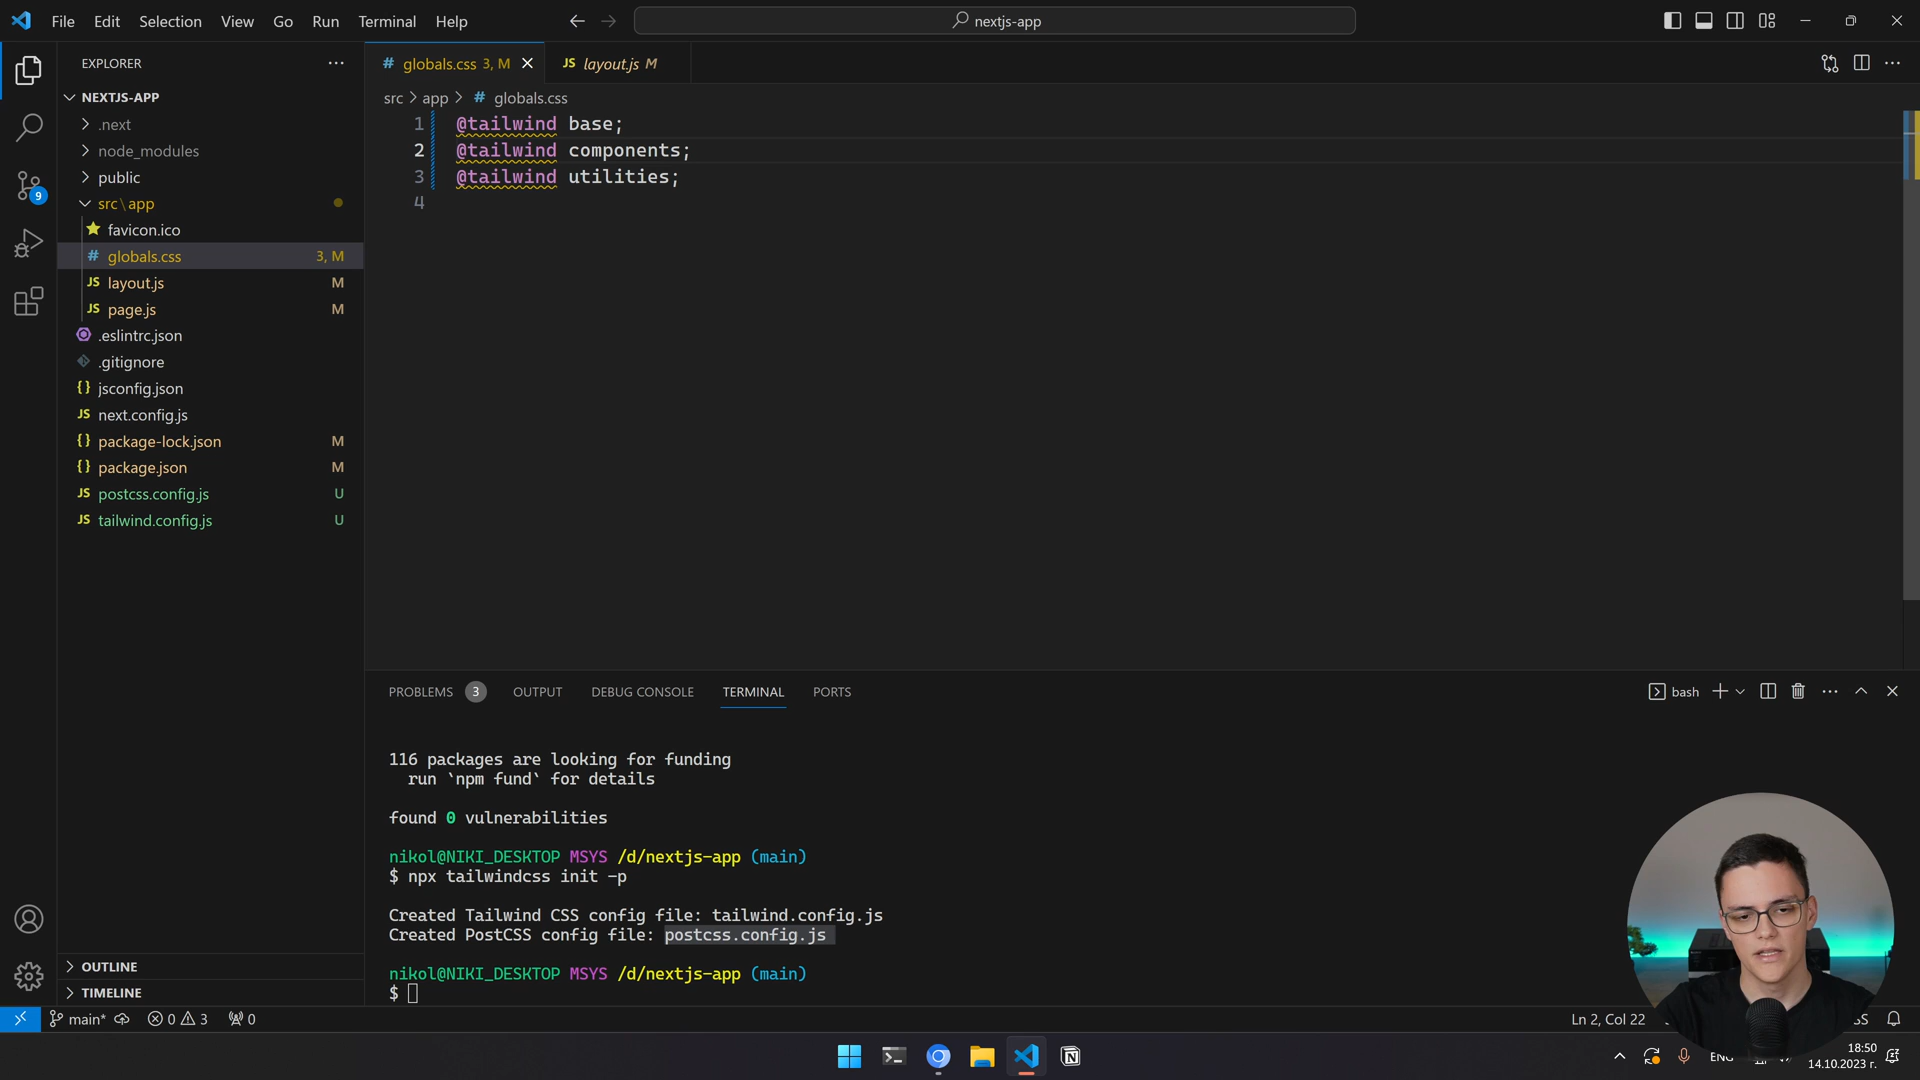 File Edit Selection View Go Run Terminal Help
nextjs-app
EXPLORER
NEXTJS-APP
.next
node_modules
public
src\app
favicon.ico
globals.css 3, M
layout.js M
page.js M
.eslintrc.json
.gitignore
jsconfig.json
next.config.js
package-lock.json M
package.json M
postcss.config.js U
tailwind.config.js U
OUTLINE
TIMELINE
9
globals.css 3, M
layout.js M
src > app > # globals.css
1 @tailwind base;
2 @tailwind components;
3 @tailwind utilities;
4
PROBLEMS 3 OUTPUT DEBUG CONSOLE TERMINAL PORTS
bash
116 packages are looking for funding
run `npm fund` for details
found 0 vulnerabilities
nikol@NIKI_DESKTOP MSYS /d/nextjs-app (main)
$ npx tailwindcss init -p
Created Tailwind CSS config file: tailwind.config.js
Created PostCSS config file: postcss.config.js
nikol@NIKI_DESKTOP MSYS /d/nextjs-app (main)
$
main* 0 3 0
Ln 2, Col 22
18:50
14.10.2023 г.